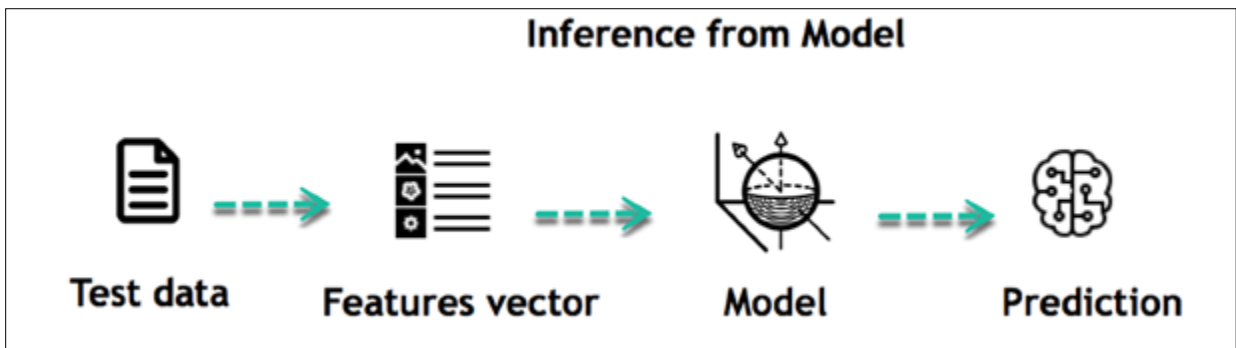 Inference from Model
Test data
Features vector
Model
Prediction